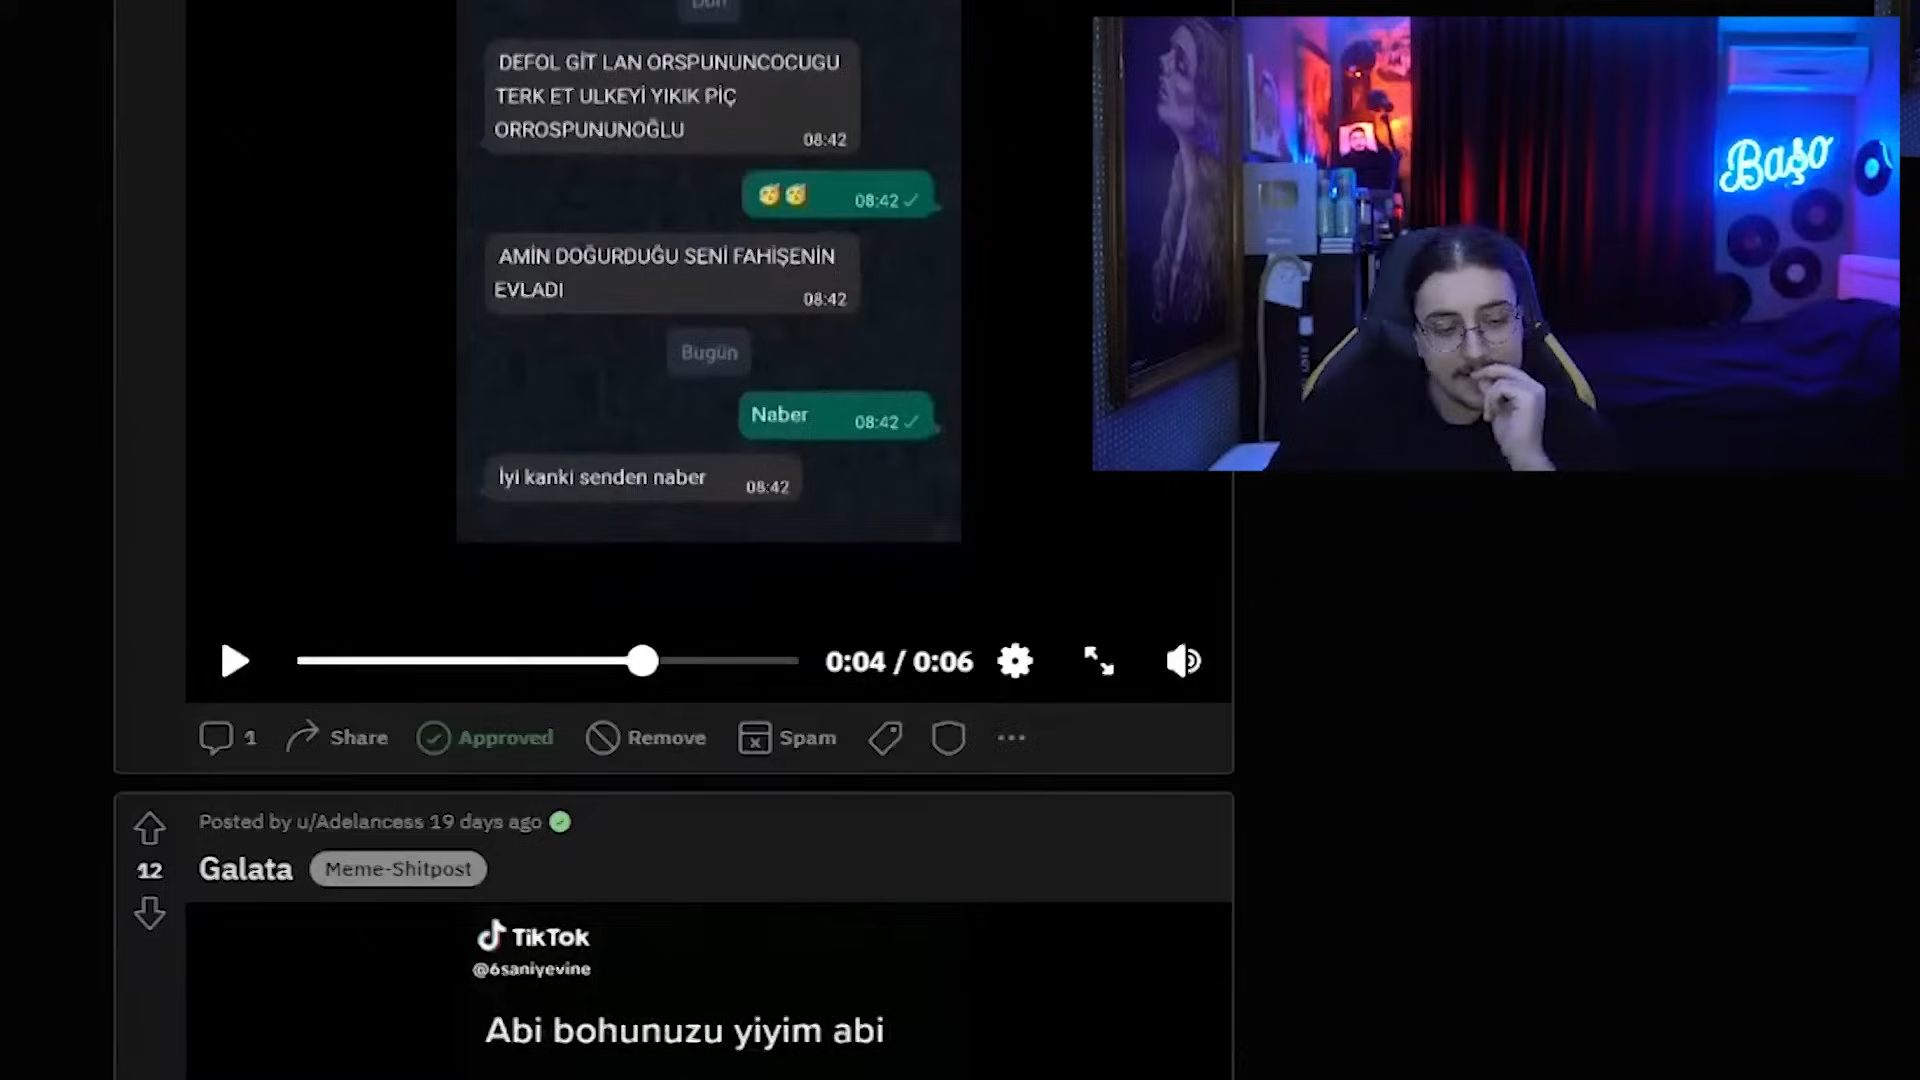 Dün
DEFOL GİT LAN ORSPUNUNCOCUGU
TERK ET ULKEYİ YIKIK PİÇ
ORROSPUNUNOĞLU
08:42
08:42
AMİN DOĞURDUĞU SENİ FAHİŞENİN
EVLADI
08:42
Bugün
Naber
08:42
İyi kanki senden naber
08:42
Başo
0:04 / 0:06
1 Share Approved Remove Spam
Posted by u/Adelancess 19 days ago
12
Galata Meme-Shitpost
TikTok
@6saniyevine
Abi bohunuzu yiyim abi